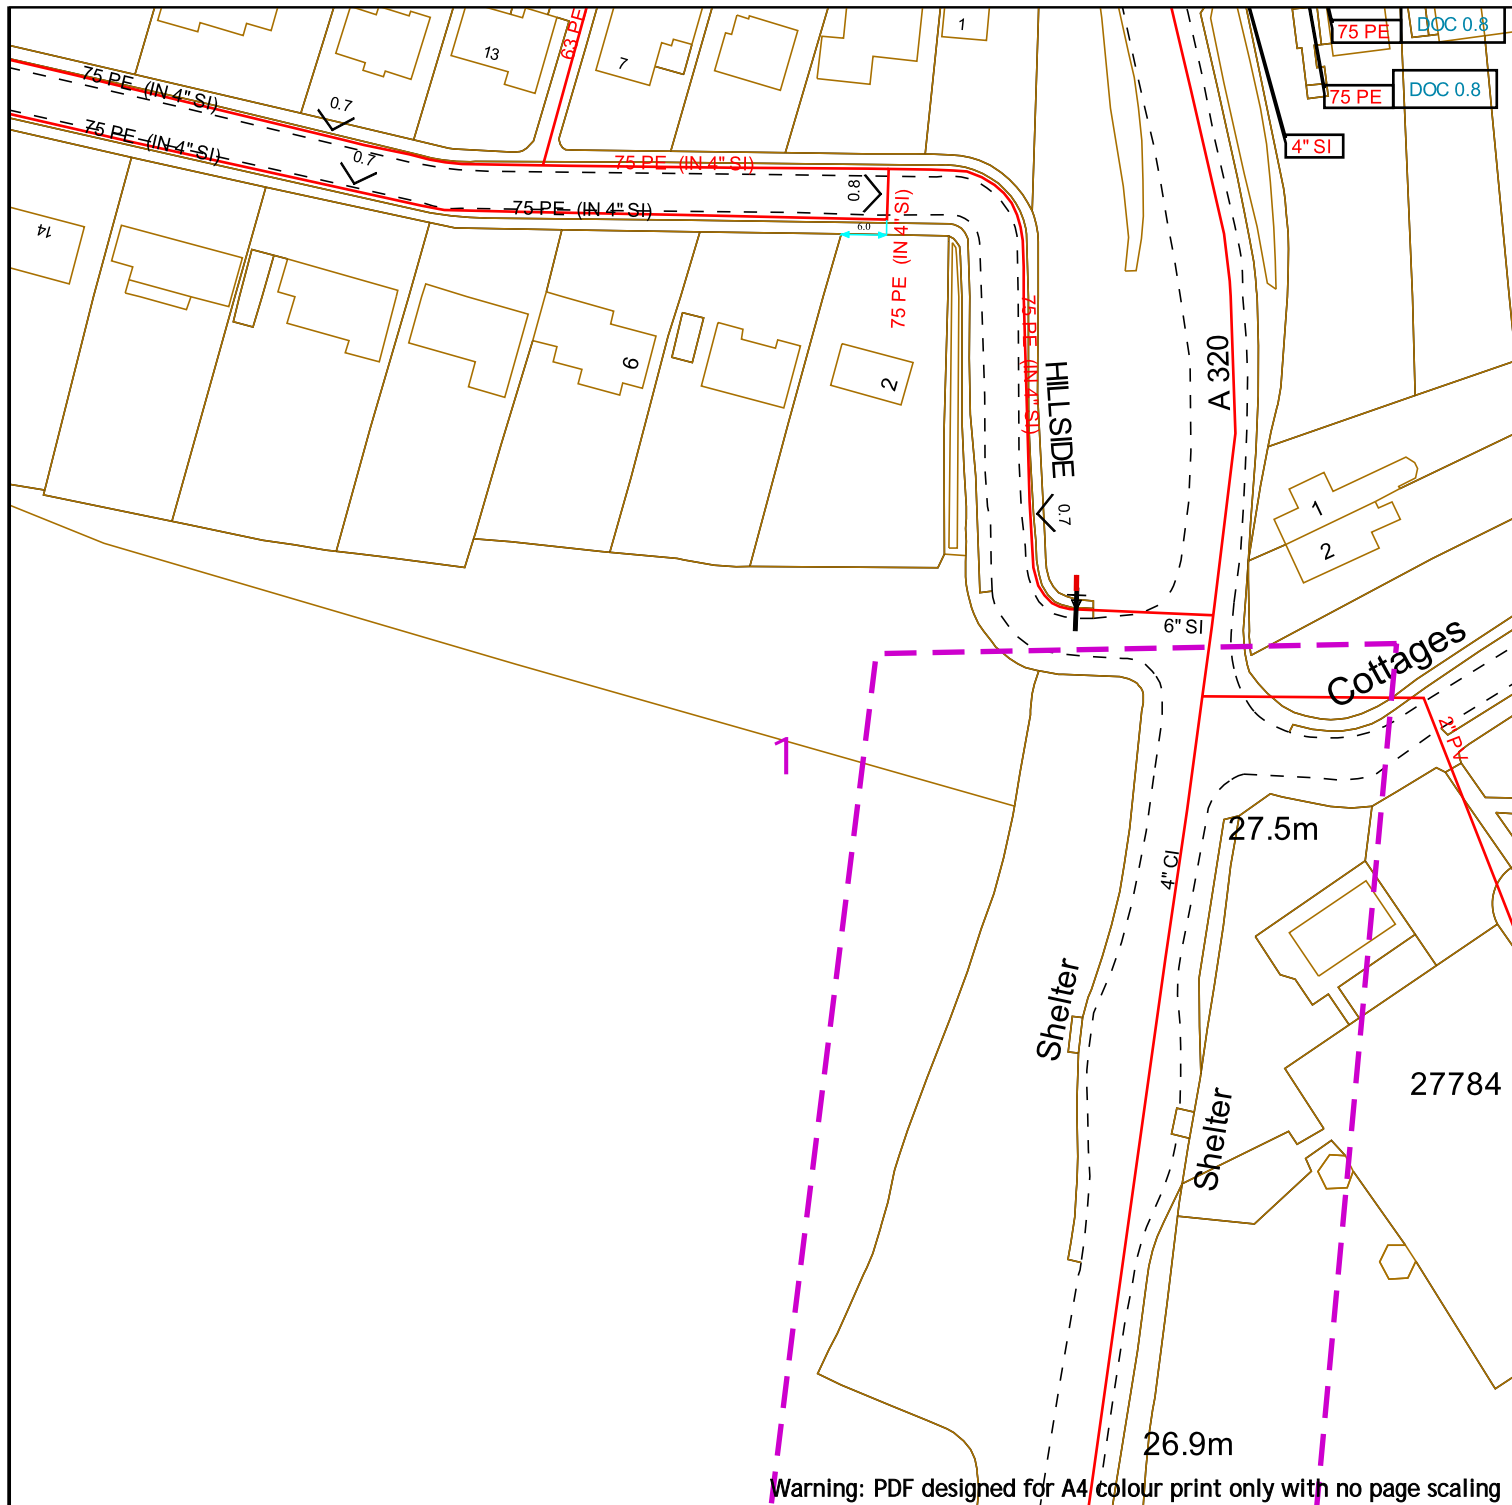 75 PE
DOC 0.8
75 PE
DOC 0.8
4" SI
63 PE
13
7
1
75 PE (IN 4" SI)
0.7
75 PE (IN 4" SI)
0.7
75 PE (IN 4" SI)
0.8
75 PE (IN 4" SI)
6.0
75 PE (IN 4" SI)
14
6
2
75 PE (IN 4" SI)
HILLSIDE
0.7
A 320
1
2
6" SI
Cottages
2" PV
1
27.5m
4" CI
Shelter
Shelter
27784
26.9m
Warning: PDF designed for A4 colour print only with no page scaling